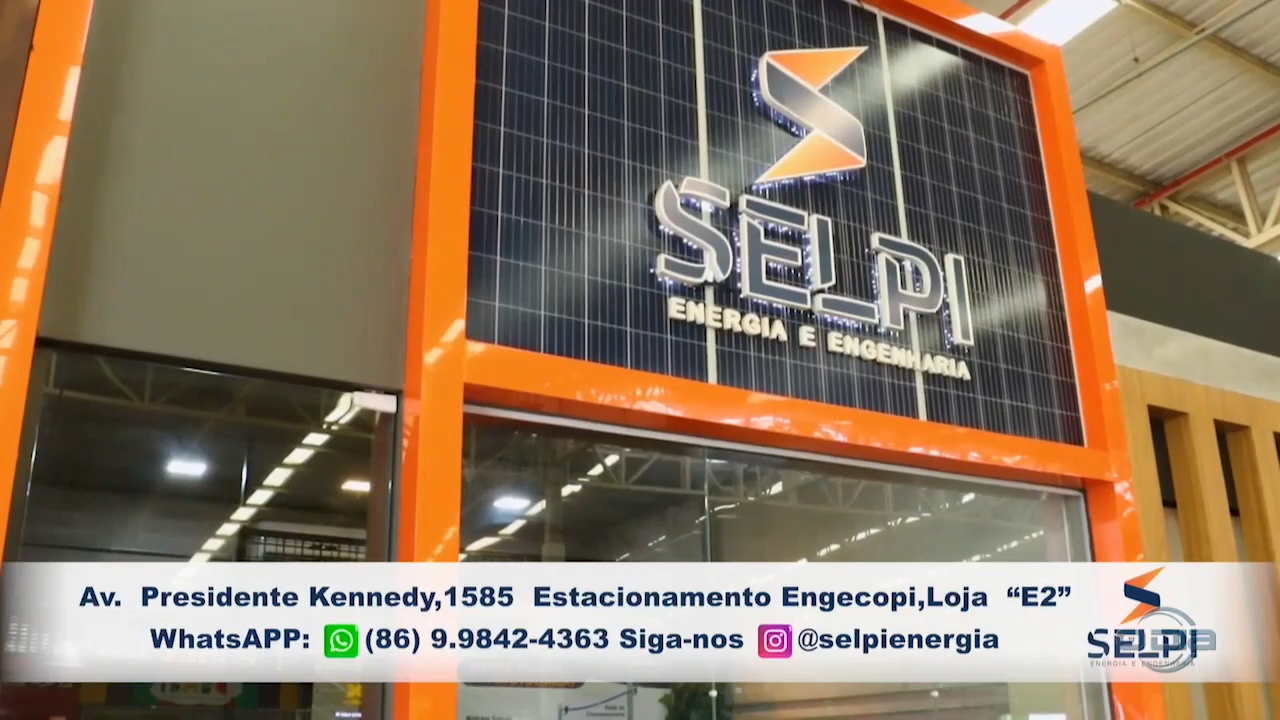 SELPI
ENERGIA E ENGENHARIA
Av. Presidente Kennedy,1585 Estacionamento Engecopi,Loja “E2”
WhatsAPP: (86) 9.9842-4363 Siga-nos @selpienergia
SELPI
ENERGIA E ENGENHARIA